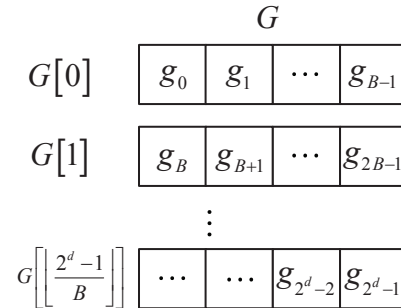 G
G[0] g_0 g_1 ⋯ g_{B−1}
G[1] g_B g_{B+1} ⋯ g_{2B−1}
⋮
G[⌊(2^d − 1)/B⌋] ⋯ ⋯ g_{2^d−2} g_{2^d−1}